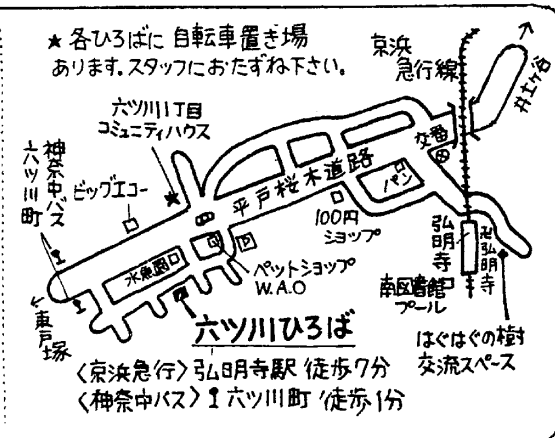 ★各ひろばに自転車置き場
あります。スタッフにおたずね下さい。
京浜
急行線
井土ヶ谷
六ツ川1丁目
コミュニティハウス
神奈中バス
六ツ川町
ビッグエコー
平戸桜木道路
交番
パン
100円
ショップ
弘明寺
卍弘明寺
水魚園
P
ペットショップ
W.A.O
南図書館
プール
←東戸塚
六ツ川ひろば
はぐはぐの樹
交流スペース
〈京浜急行〉弘明寺駅 徒歩7分
〈神奈中バス〉六ツ川町 徒歩1分